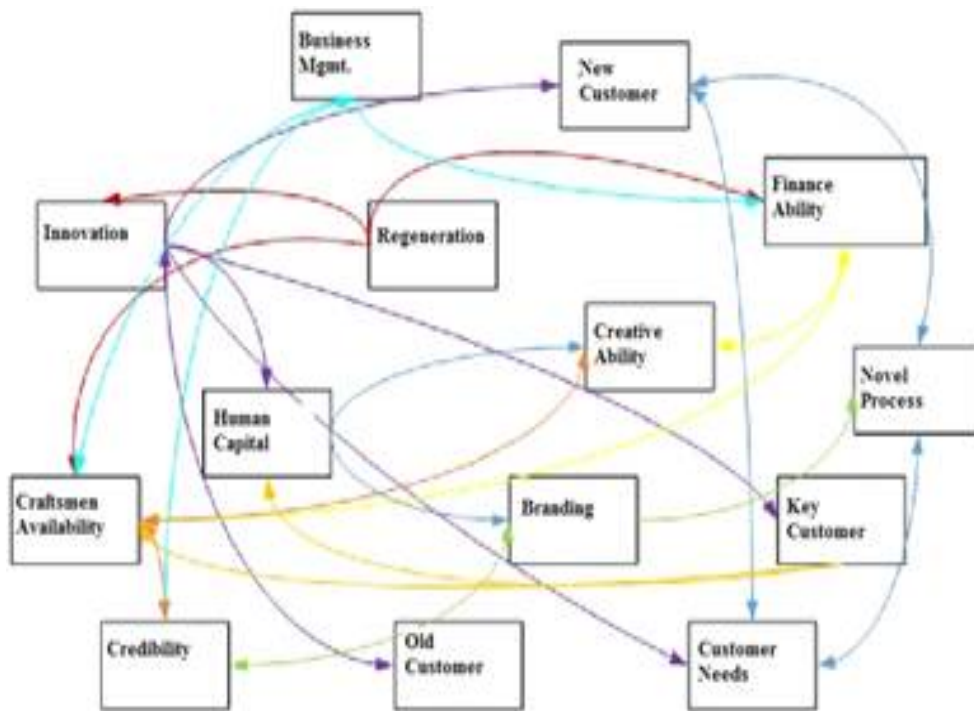 Business
Mgmt.
New
Customer
Finance
Ability
Innovation
Regeneration
Creative
Ability
Novel
Process
Human
Capital
Craftsmen
Availability
Branding
Key
Customer
Credibility
Old
Customer
Customer
Needs